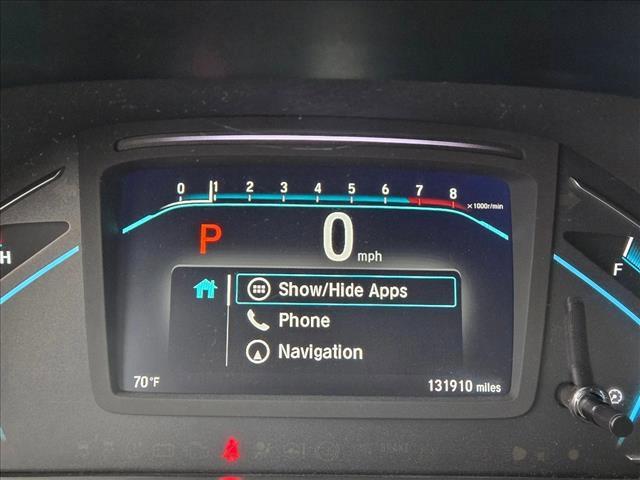 0 1 2 3 4 5 6 7 8 ×1000r/min
P 0 mph
H
F
Show/Hide Apps
Phone
Navigation
70°F 131910 miles